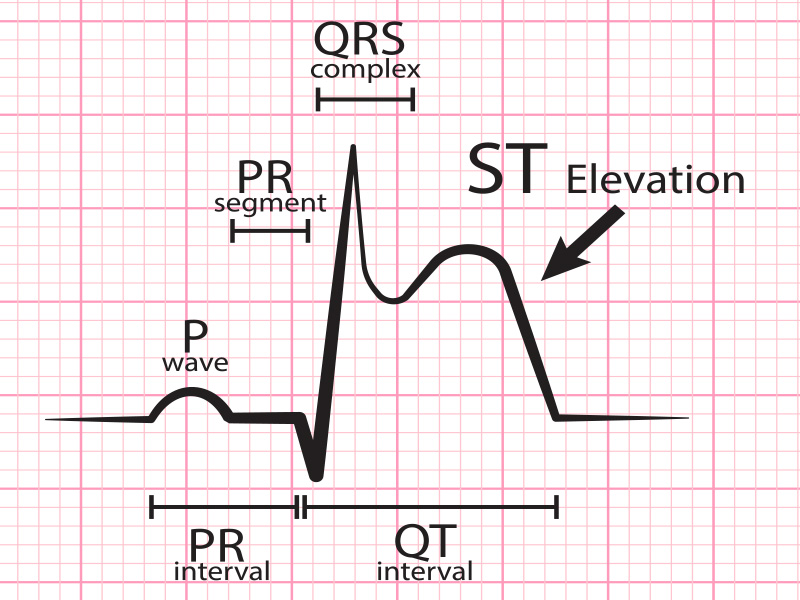 QRS
complex
PR
segment
ST Elevation
P
wave
PR
interval
QT
interval